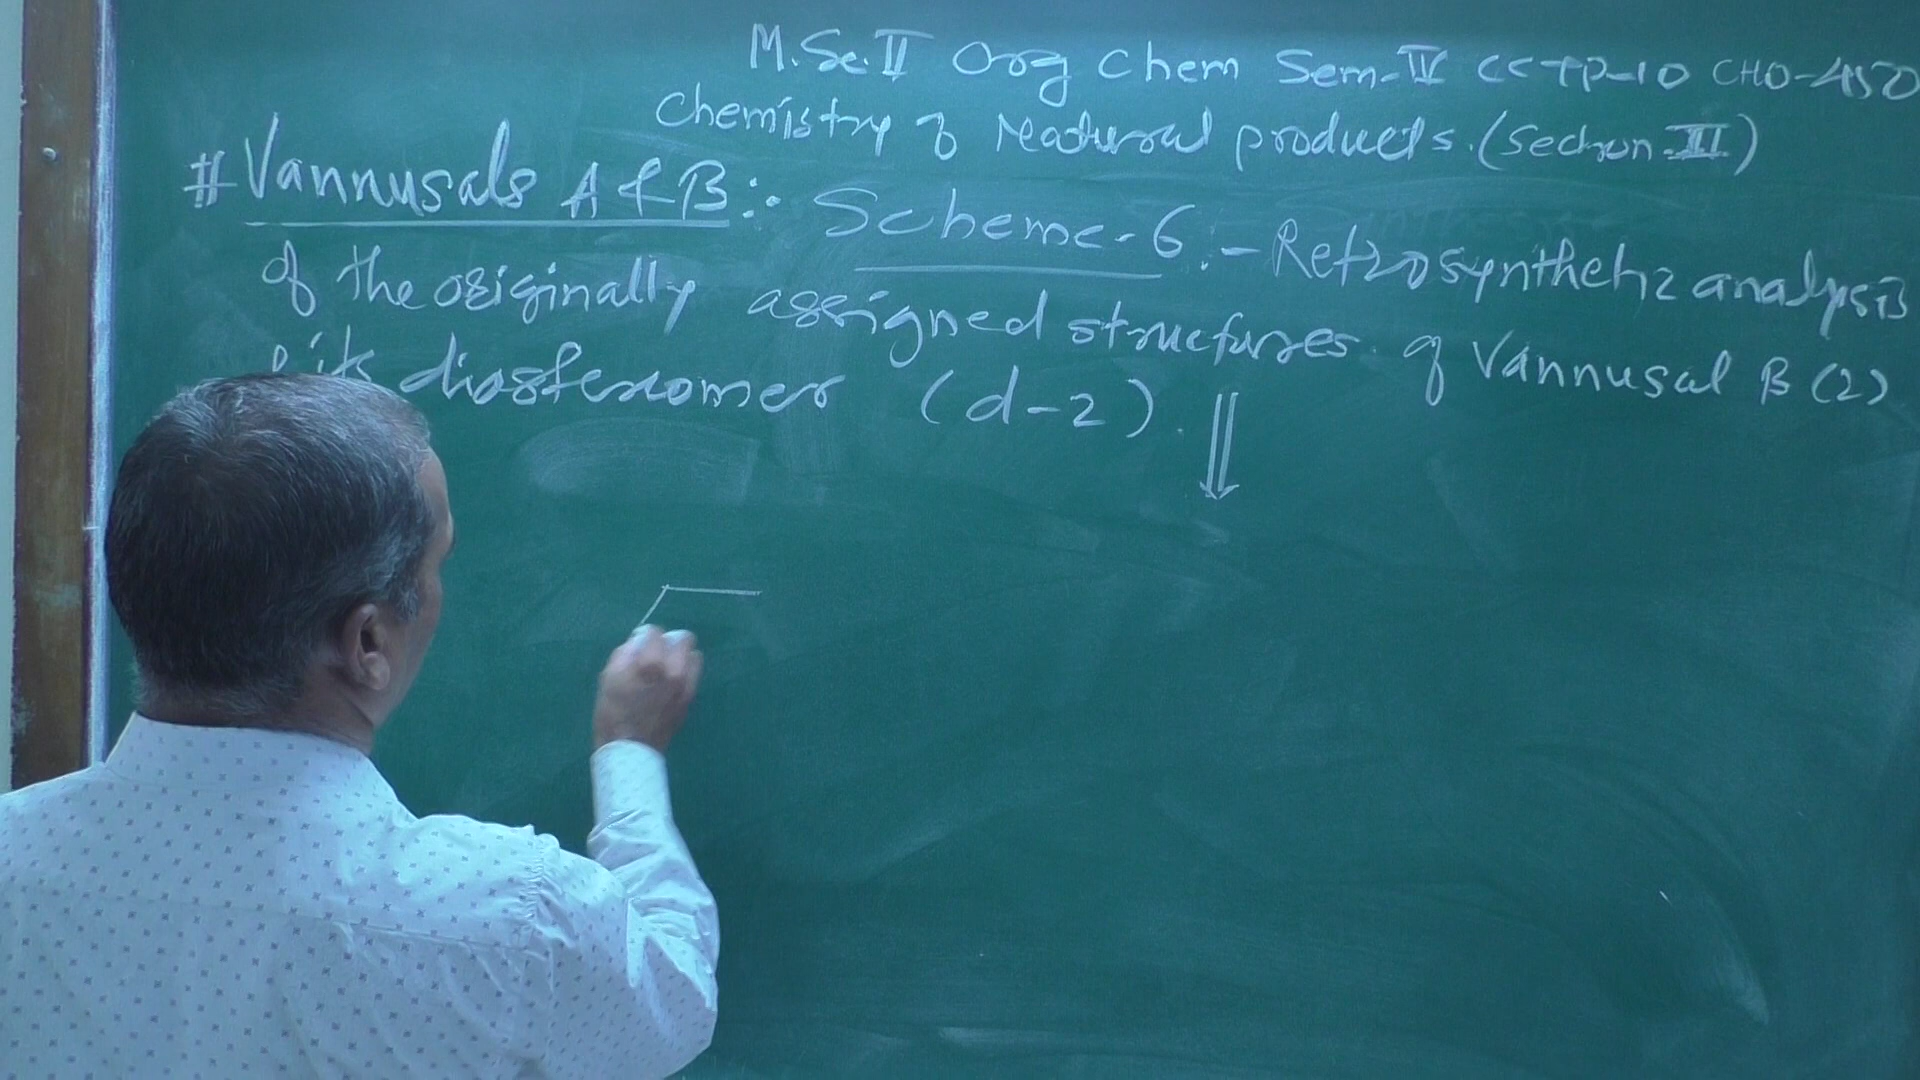 M.Sc.II Org Chem Sem-IV CCTP-10 CHO-450
Chemistry of Natural products. (Section-III)
# Vannusals A & B:- Scheme-6:- Retrosynthetic analysis
of the originally assigned structures of Vannusal B (2)
& its diastereomer (d-2).